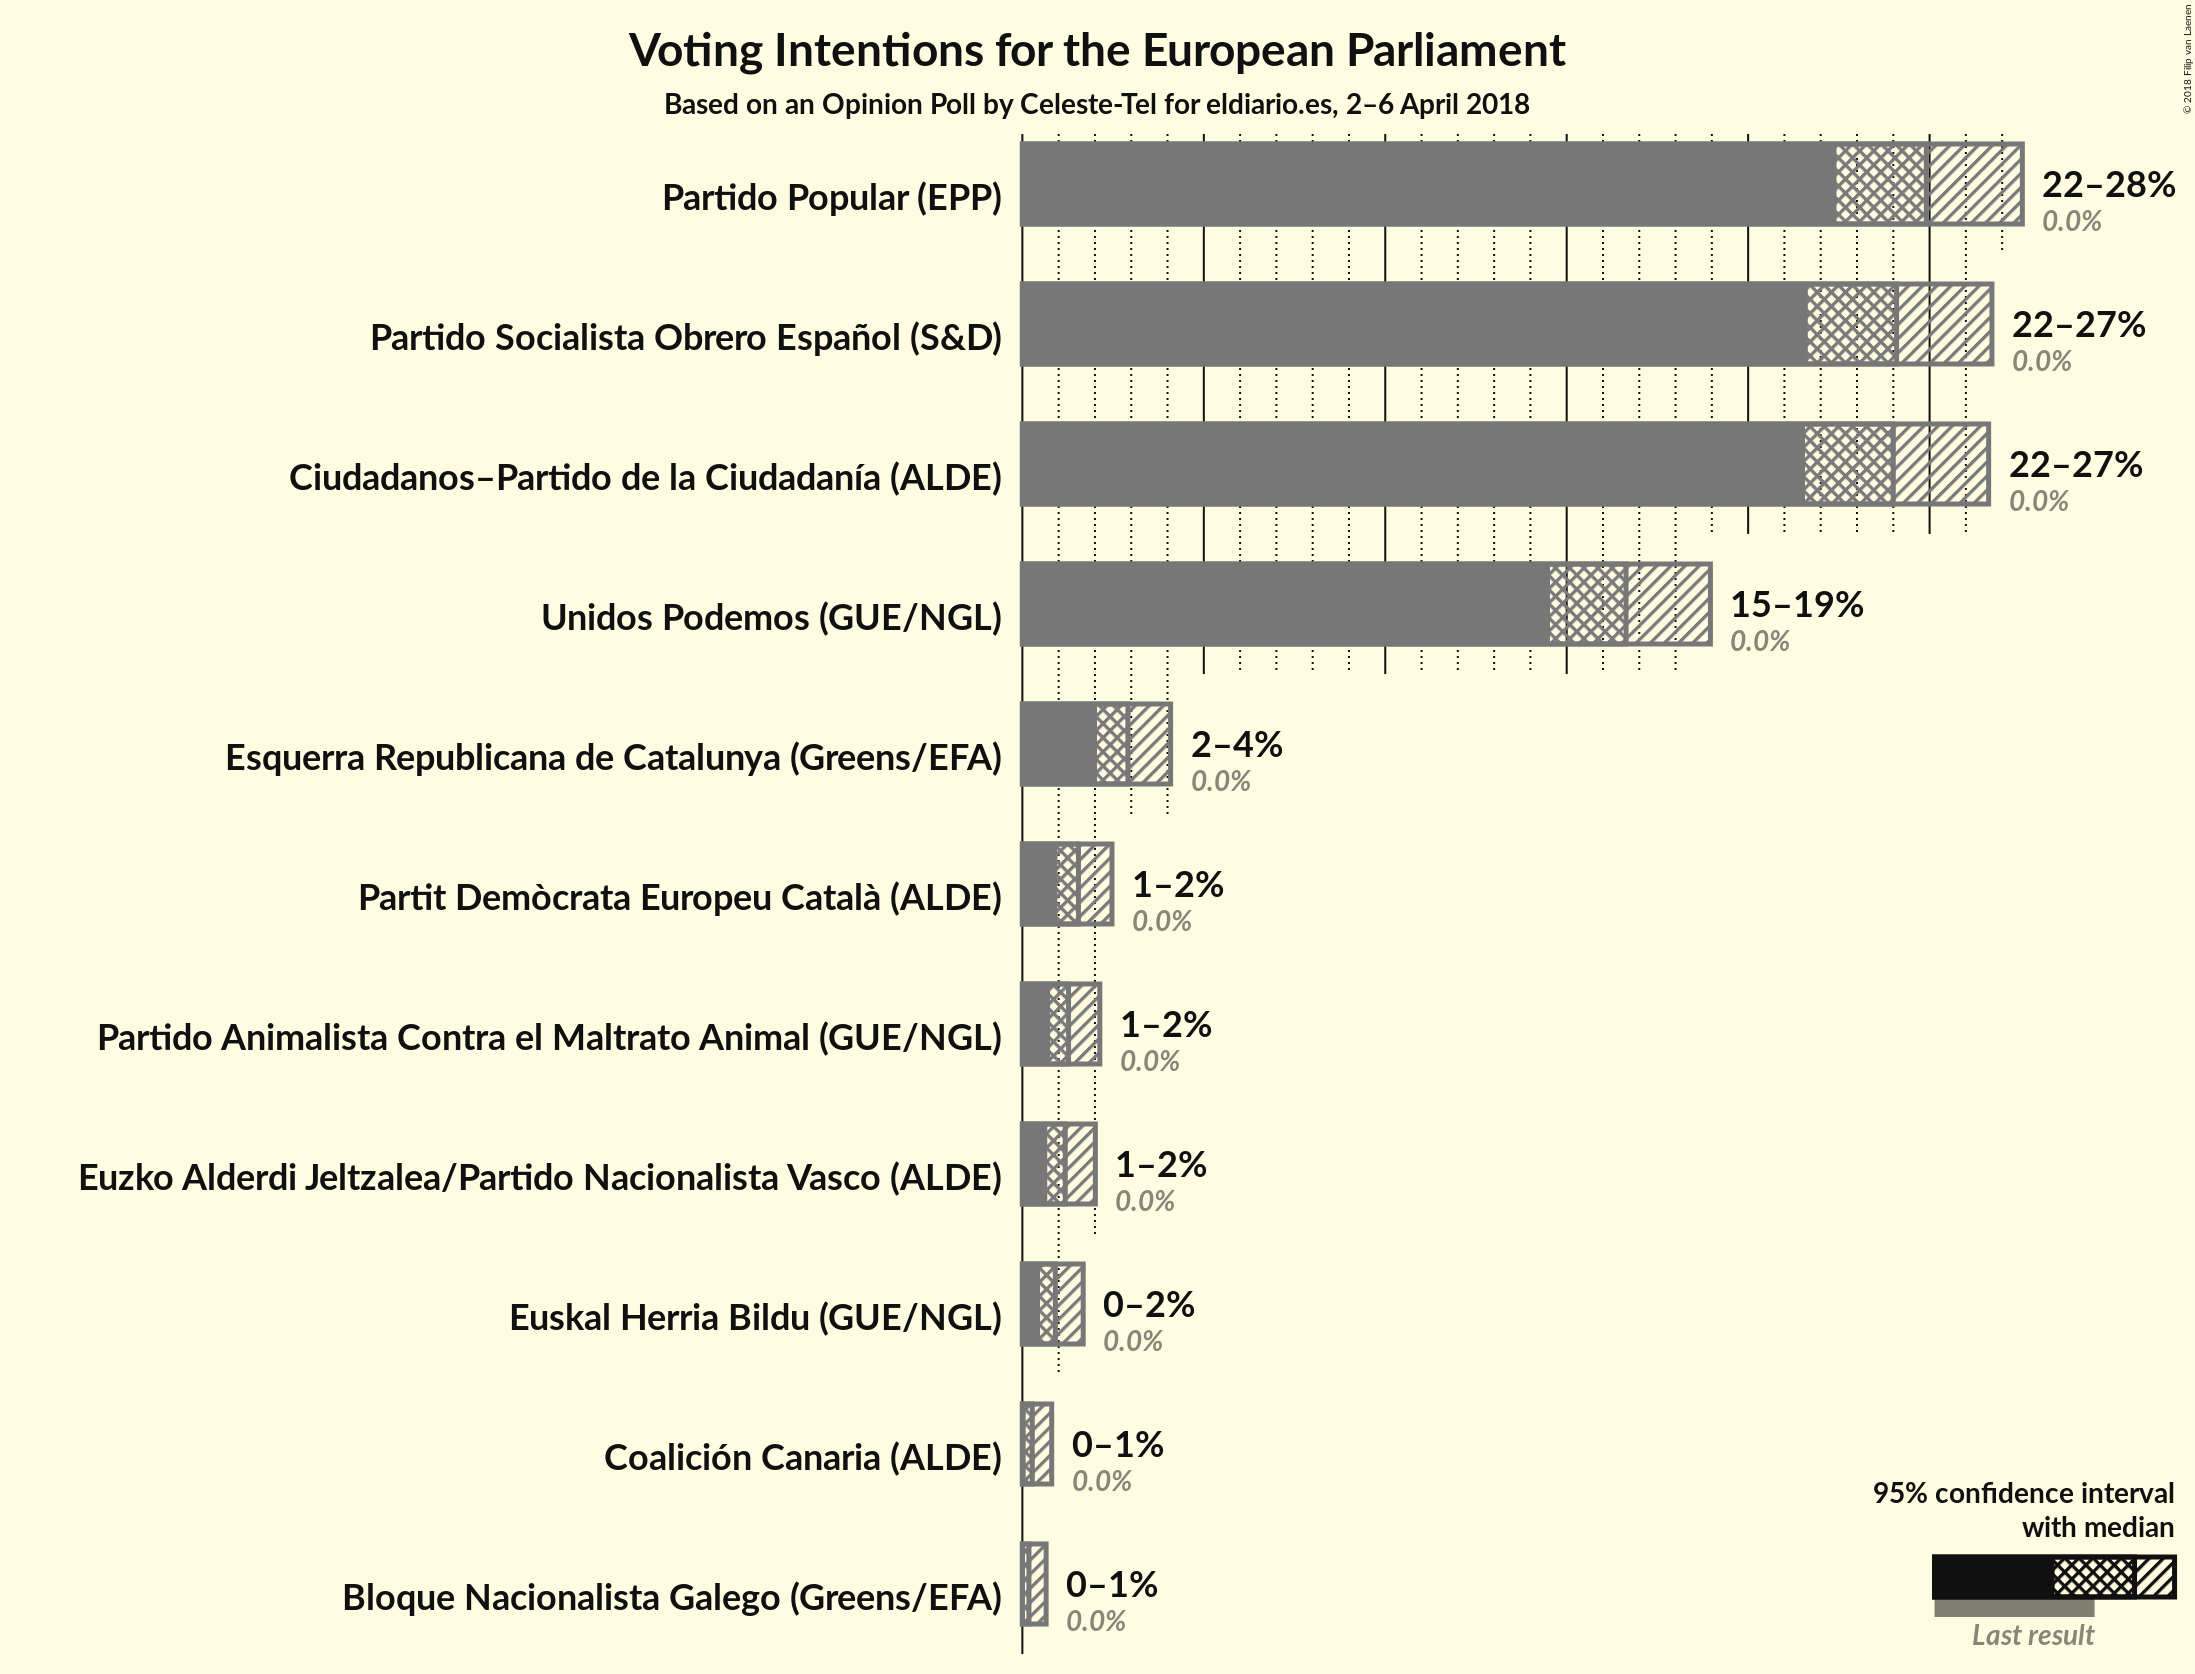 Voting Intentions for the European Parliament
Based on an Opinion Poll by Celeste-Tel for eldiario.es, 2–6 April 2018
© 2018 Filip van Laenen
Partido Popular (EPP)
22–28%
0.0%
Partido Socialista Obrero Español (S&D)
22–27%
0.0%
Ciudadanos–Partido de la Ciudadanía (ALDE)
22–27%
0.0%
Unidos Podemos (GUE/NGL)
15–19%
0.0%
Esquerra Republicana de Catalunya (Greens/EFA)
2–4%
0.0%
Partit Demòcrata Europeu Català (ALDE)
1–2%
0.0%
Partido Animalista Contra el Maltrato Animal (GUE/NGL)
1–2%
0.0%
Euzko Alderdi Jeltzalea/Partido Nacionalista Vasco (ALDE)
1–2%
0.0%
Euskal Herria Bildu (GUE/NGL)
0–2%
0.0%
Coalición Canaria (ALDE)
0–1%
0.0%
Bloque Nacionalista Galego (Greens/EFA)
0–1%
0.0%
95% confidence interval
with median
Last result